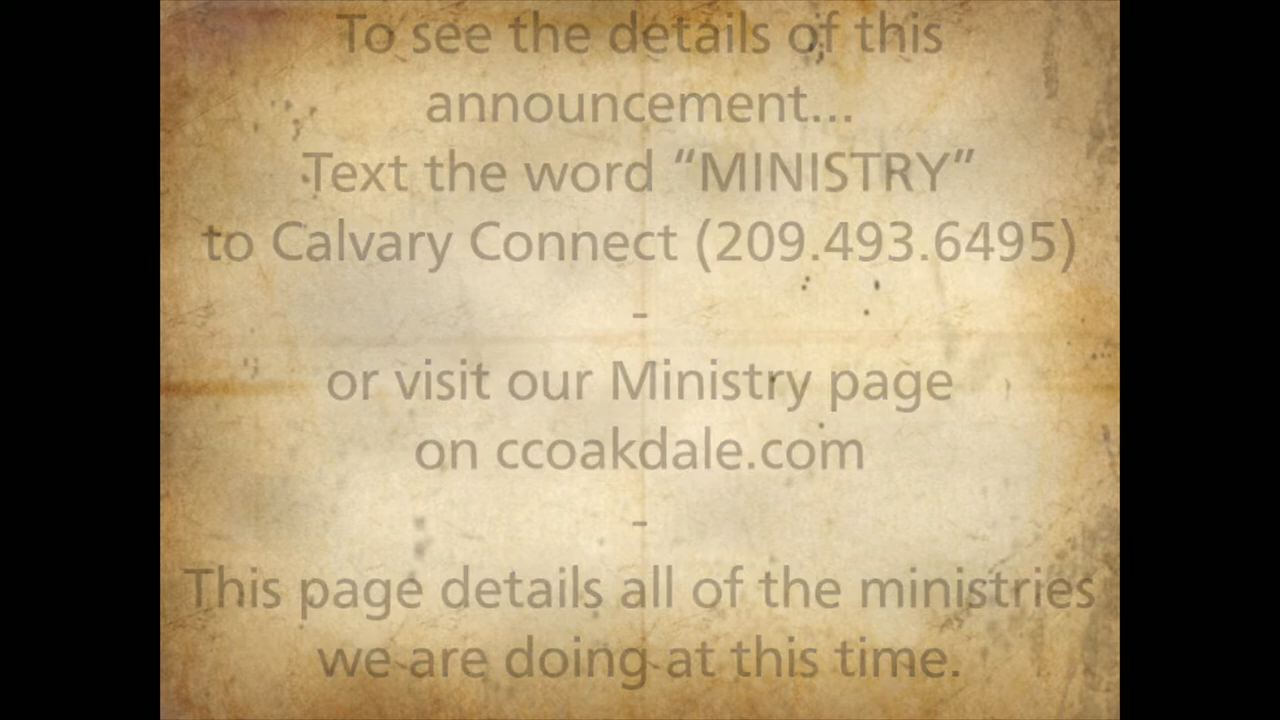 To see the details of this
announcement...
Text the word “MINISTRY”
to Calvary Connect (209.493.6495)
-
or visit our Ministry page
on ccoakdale.com
-
This page details all of the ministries
we are doing at this time.